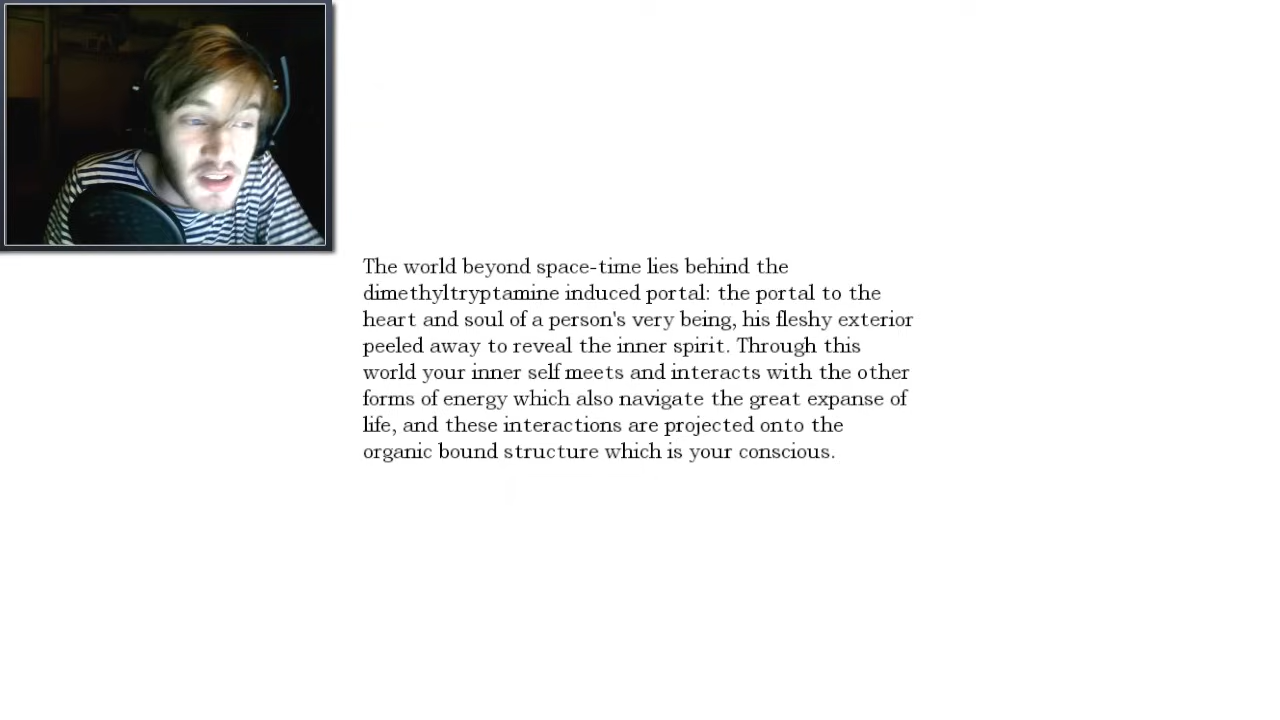 The world beyond space-time lies behind the
dimethyltryptamine induced portal: the portal to the
heart and soul of a person's very being, his fleshy exterior
peeled away to reveal the inner spirit. Through this
world your inner self meets and interacts with the other
forms of energy which also navigate the great expanse of
life, and these interactions are projected onto the
organic bound structure which is your conscious.